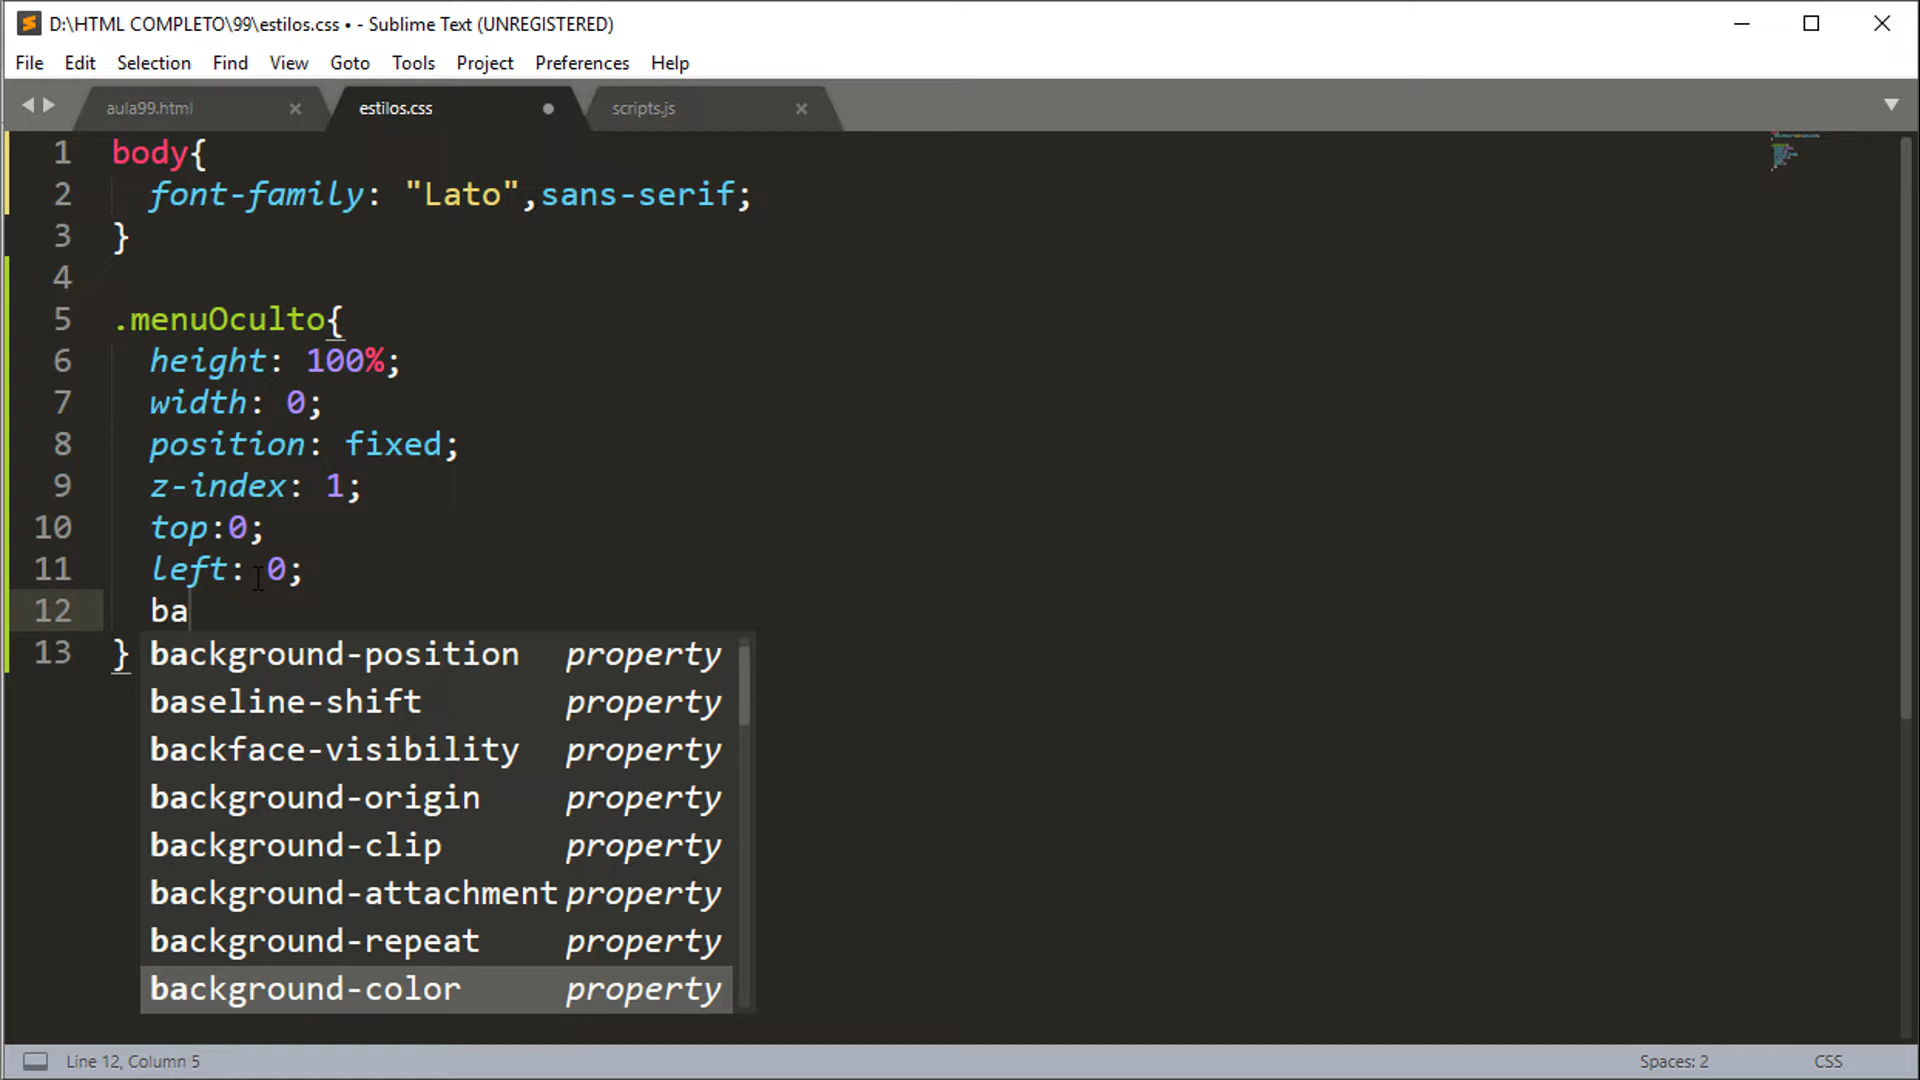 D:\HTML COMPLETO\99\estilos.css • - Sublime Text (UNREGISTERED)
File Edit Selection Find View Goto Tools Project Preferences Help
aula99.html estilos.css scripts.js
1 body{
2 font-family: "Lato",sans-serif;
3 }
4
5 .menuOculto{
6 height: 100%;
7 width: 0;
8 position: fixed;
9 z-index: 1;
10 top:0;
11 left: 0;
12 ba
13 }
background-position property
baseline-shift property
backface-visibility property
background-origin property
background-clip property
background-attachment property
background-repeat property
background-color property
Line 12, Column 5 Spaces: 2 CSS